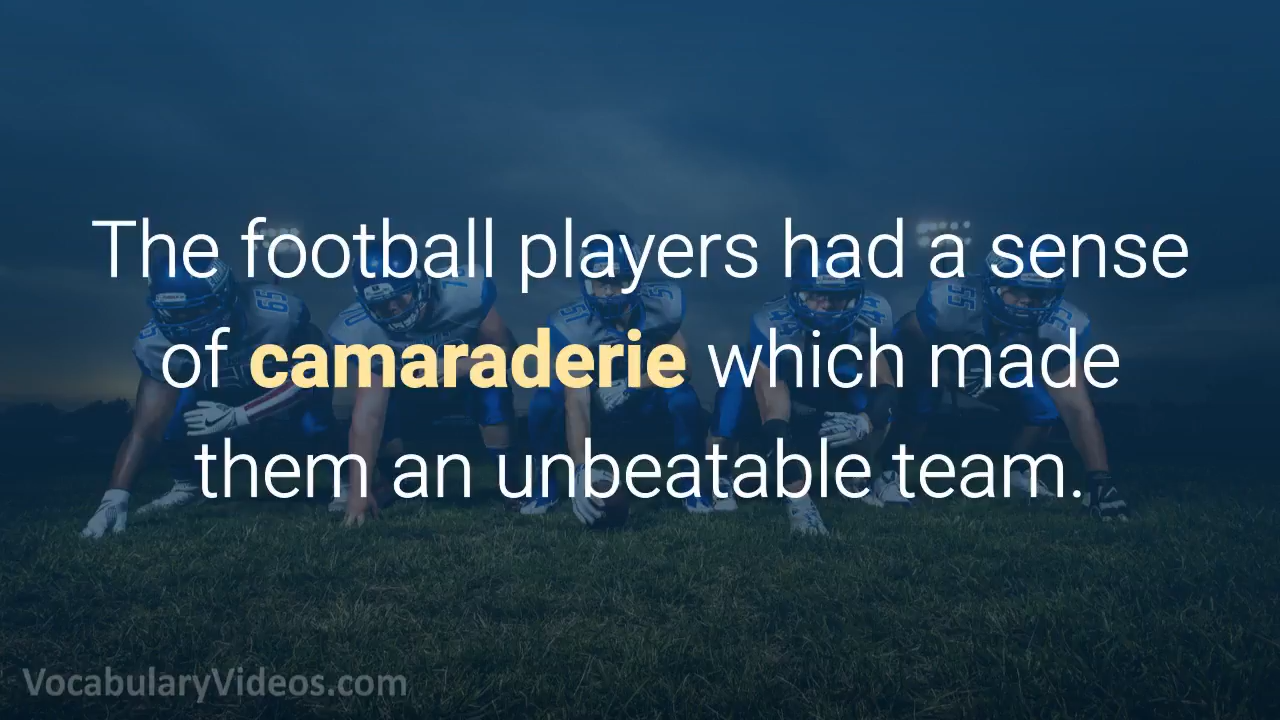 The football players had a sense
of camaraderie which made
them an unbeatable team.
VocabularyVideos.com